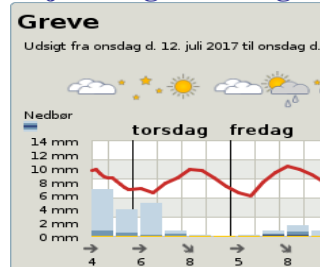 Greve
Udsigt fra onsdag d. 12. juli 2017 til onsdag d.
Nedbør
torsdag fredag
14 mm
12 mm
10 mm
8 mm
6 mm
4 mm
2 mm
0 mm
4 6 8 5 8